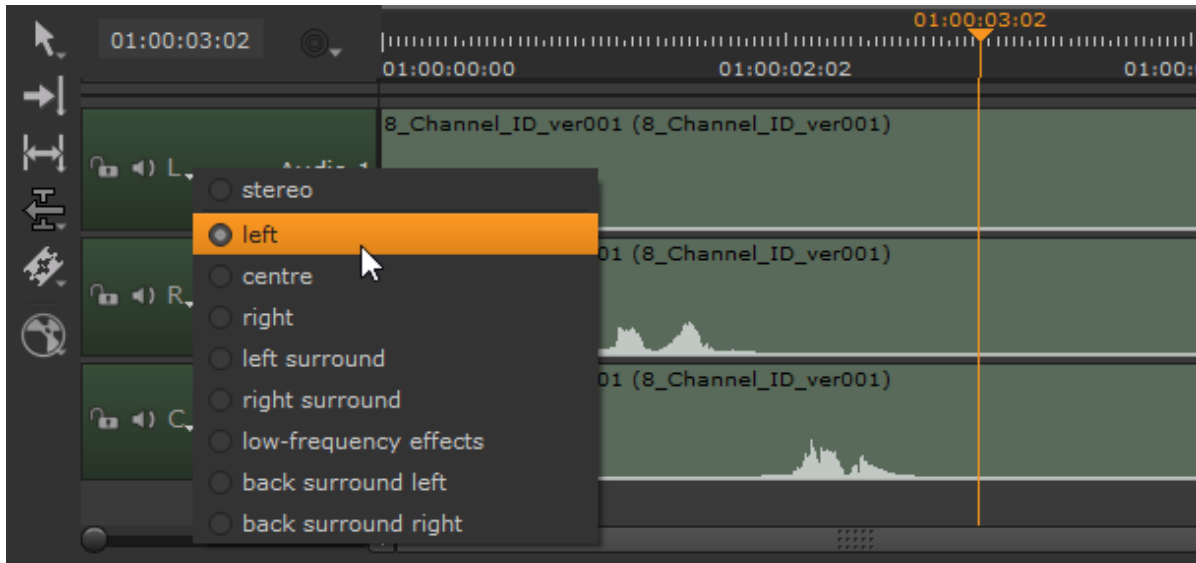 01:00:03:02
01:00:03:02
01:00:00:00 01:00:02:02 01:00:
8_Channel_ID_ver001 (8_Channel_ID_ver001)
L
stereo
left
01 (8_Channel_ID_ver001)
centre
R
right
left surround
01 (8_Channel_ID_ver001)
right surround
C
low-frequency effects
back surround left
back surround right